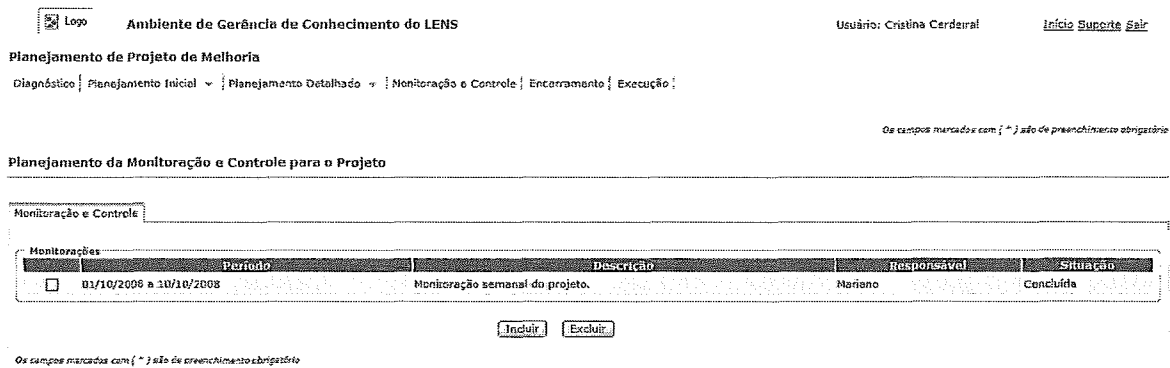 Logo Ambiente de Gerência de Conhecimento do LENS Usuário: Cristina Cerdeiral Início Suporte Sair
Planejamento de Projeto de Melhoria
Diagnóstico Planejamento Inicial Planejamento Detalhado Monitoração e Controle Encerramento Execução
Os campos marcados com ( * ) são de preenchimento obrigatório
Planejamento da Monitoração e Controle para o Projeto
Monitoração e Controle
Monitorações
Período Descrição Responsável Situação
01/10/2008 a 10/10/2008 Monitoração semanal do projeto. Mariano Concluída
Incluir Excluir
Os campos marcados com ( * ) são de preenchimento obrigatório